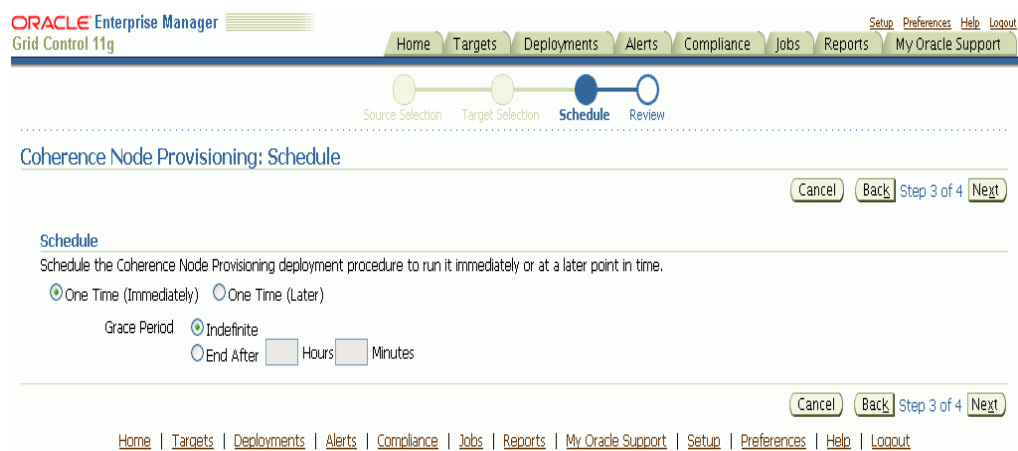 ORACLE Enterprise Manager
Grid Control 11g
Setup Preferences Help Logout
Home Targets Deployments Alerts Compliance Jobs Reports My Oracle Support
Source Selection Target Selection Schedule Review
Coherence Node Provisioning: Schedule
Cancel Back Step 3 of 4 Next
Schedule
Schedule the Coherence Node Provisioning deployment procedure to run it immediately or at a later point in time.
One Time (Immediately) One Time (Later)
Grace Period Indefinite
End After Hours Minutes
Cancel Back Step 3 of 4 Next
Home | Targets | Deployments | Alerts | Compliance | Jobs | Reports | My Oracle Support | Setup | Preferences | Help | Logout